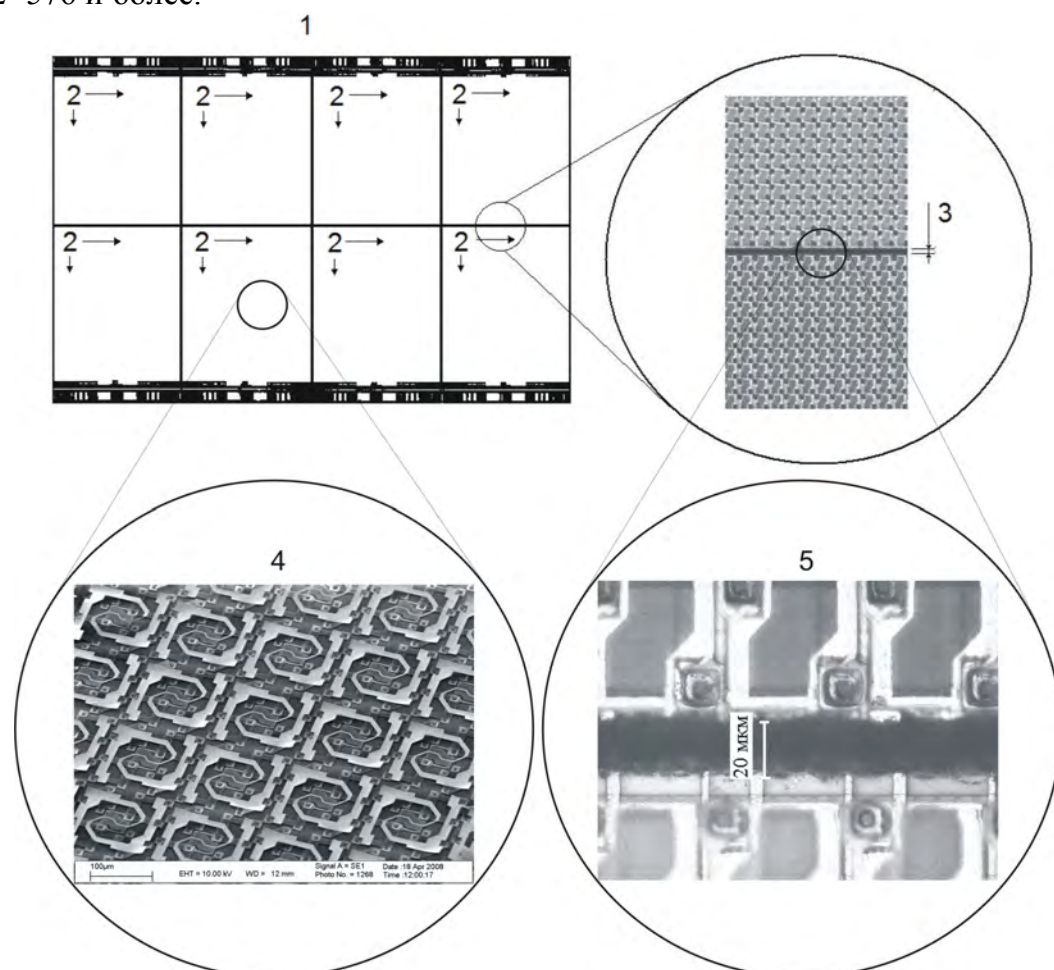 576 и более.
1
2 2 2 2
3
2 2 2 2
4
5
20 мкм
100µm
EHT = 10.00 kV WD = 12 mm
Signal A = SE1 Date :18 Apr 2008
Photo No. = 1268 Time :12:00:17